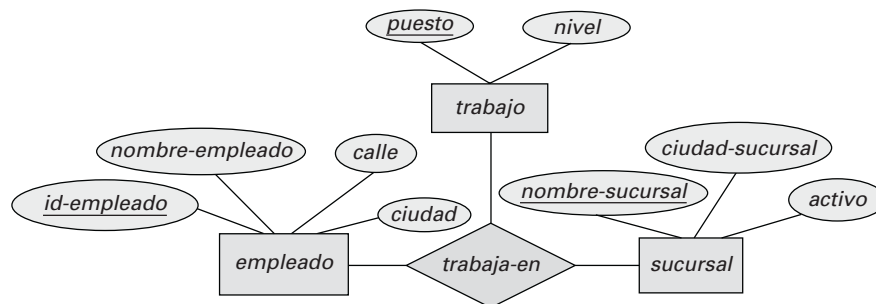 puesto
nivel
trabajo
nombre-empleado
calle
ciudad-sucursal
id-empleado
ciudad
nombre-sucursal
activo
empleado
trabaja-en
sucursal